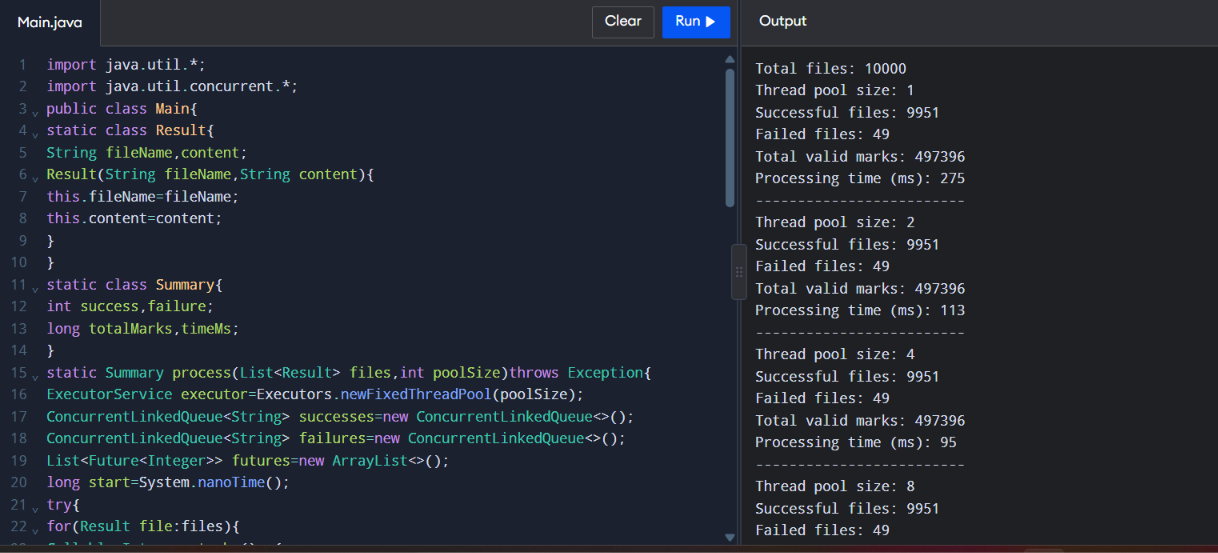 Main.java
Clear
Run
1 import java.util.*;
2 import java.util.concurrent.*;
3 public class Main{
4 static class Result{
5 String fileName,content;
6 Result(String fileName,String content){
7 this.fileName=fileName;
8 this.content=content;
9 }
10 }
11 static class Summary{
12 int success,failure;
13 long totalMarks,timeMs;
14 }
15 static Summary process(List<Result> files,int poolSize)throws Exception{
16 ExecutorService executor=Executors.newFixedThreadPool(poolSize);
17 ConcurrentLinkedQueue<String> successes=new ConcurrentLinkedQueue<>();
18 ConcurrentLinkedQueue<String> failures=new ConcurrentLinkedQueue<>();
19 List<Future<Integer>> futures=new ArrayList<>();
20 long start=System.nanoTime();
21 try{
22 for(Result file:files){
Output
Total files: 10000
Thread pool size: 1
Successful files: 9951
Failed files: 49
Total valid marks: 497396
Processing time (ms): 275
-------------------------
Thread pool size: 2
Successful files: 9951
Failed files: 49
Total valid marks: 497396
Processing time (ms): 113
-------------------------
Thread pool size: 4
Successful files: 9951
Failed files: 49
Total valid marks: 497396
Processing time (ms): 95
-------------------------
Thread pool size: 8
Successful files: 9951
Failed files: 49